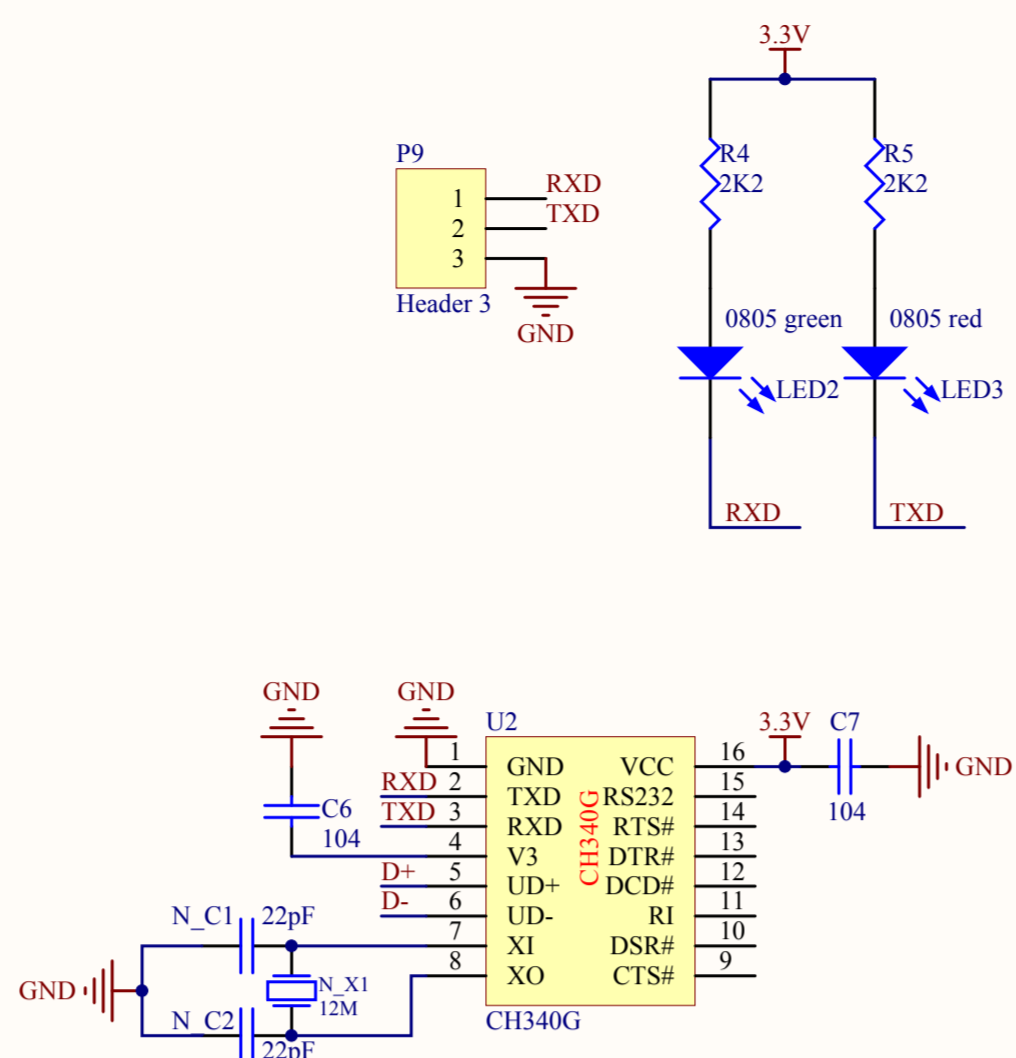 3.3V
P9
1
2
3
RXD
TXD
Header 3
GND
R4
2K2
R5
2K2
0805 green
0805 red
LED2
LED3
RXD
TXD
GND
GND
U2
3.3V
C7
104
GND
C6
104
RXD
TXD
D+
D-
1
2
3
4
5
6
7
8
GND
TXD
RXD
V3
UD+
UD-
XI
XO
CH340G
VCC
RS232
RTS#
DTR#
DCD#
RI
DSR#
CTS#
16
15
14
13
12
11
10
9
CH340G
N_C1
22pF
GND
N_X1
12M
N_C2
22pF